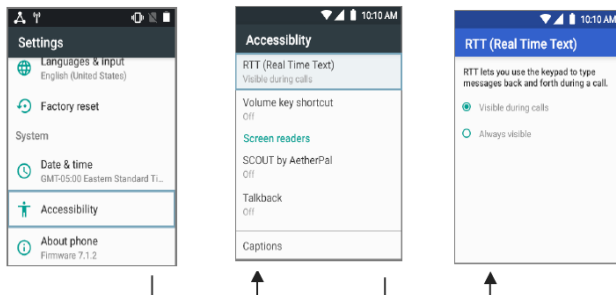 Settings
Languages & input
English (United States)
Factory reset
System
Date & time
GMT-05:00 Eastern Standard Ti...
Accessibility
About phone
Firmware 7.1.2
10:10 AM
Accessiblity
RTT (Real Time Text)
Visible during calls
Volume key shortcut
Off
Screen readers
SCOUT by AetherPal
Off
Talkback
Off
Captions
10:10 AM
RTT (Real Time Text)
RTT lets you use the keypad to type
messages back and forth during a call.
Visible during calls
Always visible